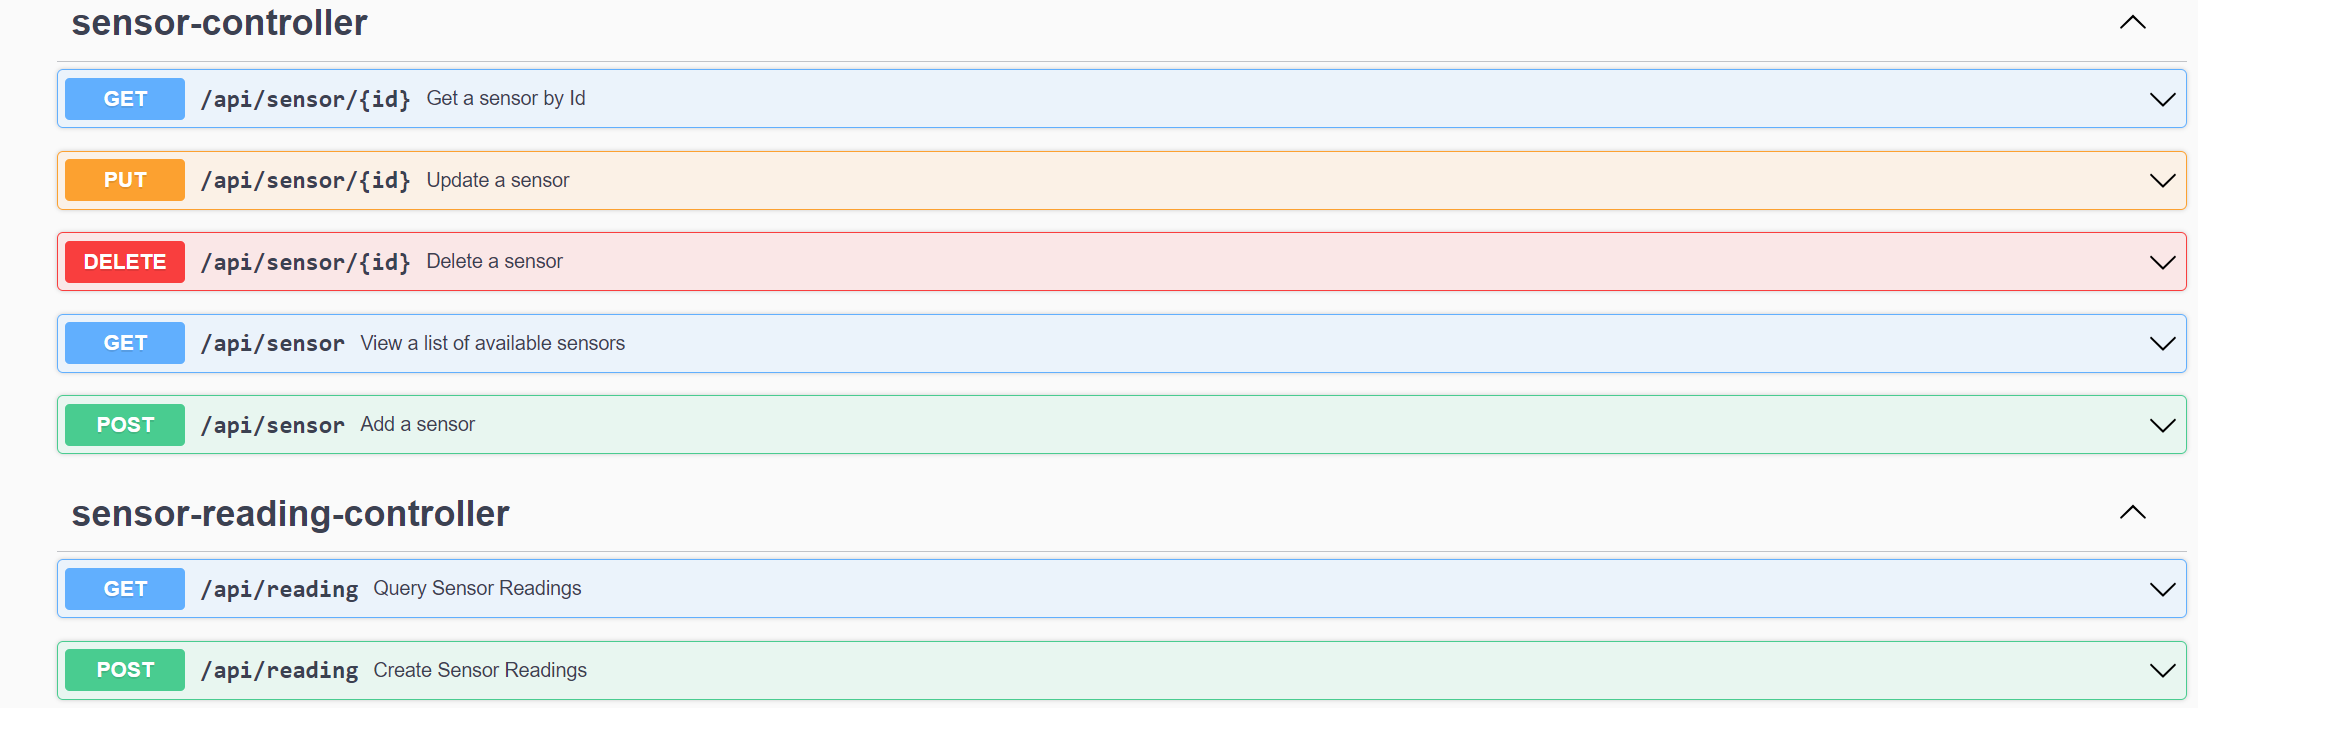 sensor-controller
GET /api/sensor/{id} Get a sensor by Id
PUT /api/sensor/{id} Update a sensor
DELETE /api/sensor/{id} Delete a sensor
GET /api/sensor View a list of available sensors
POST /api/sensor Add a sensor
sensor-reading-controller
GET /api/reading Query Sensor Readings
POST /api/reading Create Sensor Readings